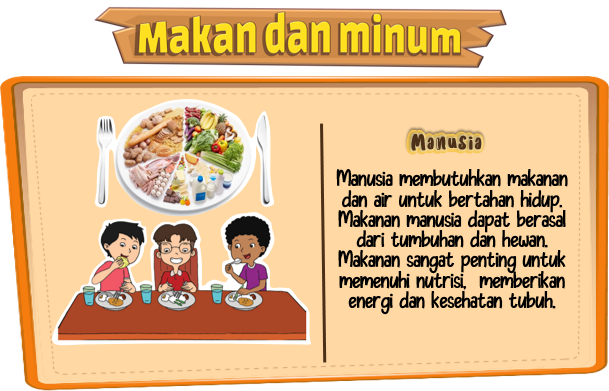 Makan dan minum
Manusia
Manusia membutuhkan makanan
dan air untuk bertahan hidup.
Makanan manusia dapat berasal
dari tumbuhan dan hewan.
Makanan sangat penting untuk
memenuhi nutrisi, memberikan
energi dan kesehatan tubuh.